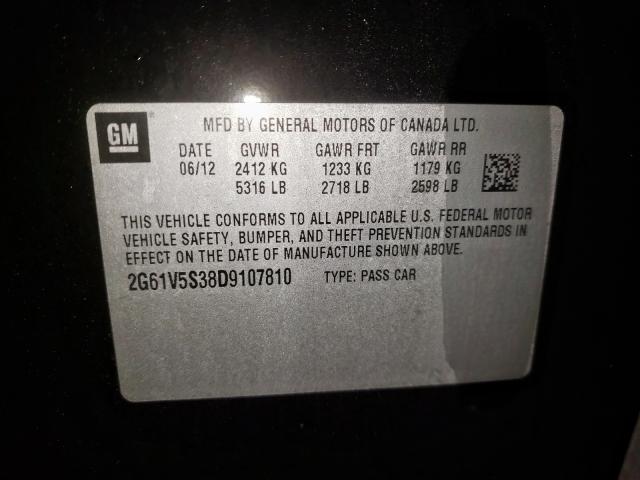 GM ®
MFD BY GENERAL MOTORS OF CANADA LTD.
DATE GVWR GAWR FRT GAWR RR
06/12 2412 KG 1233 KG 1179 KG
5316 LB 2718 LB 2598 LB
THIS VEHICLE CONFORMS TO ALL APPLICABLE U.S. FEDERAL MOTOR
VEHICLE SAFETY, BUMPER, AND THEFT PREVENTION STANDARDS IN
EFFECT ON THE DATE OF MANUFACTURE SHOWN ABOVE.
2G61V5S38D9107810 TYPE: PASS CAR